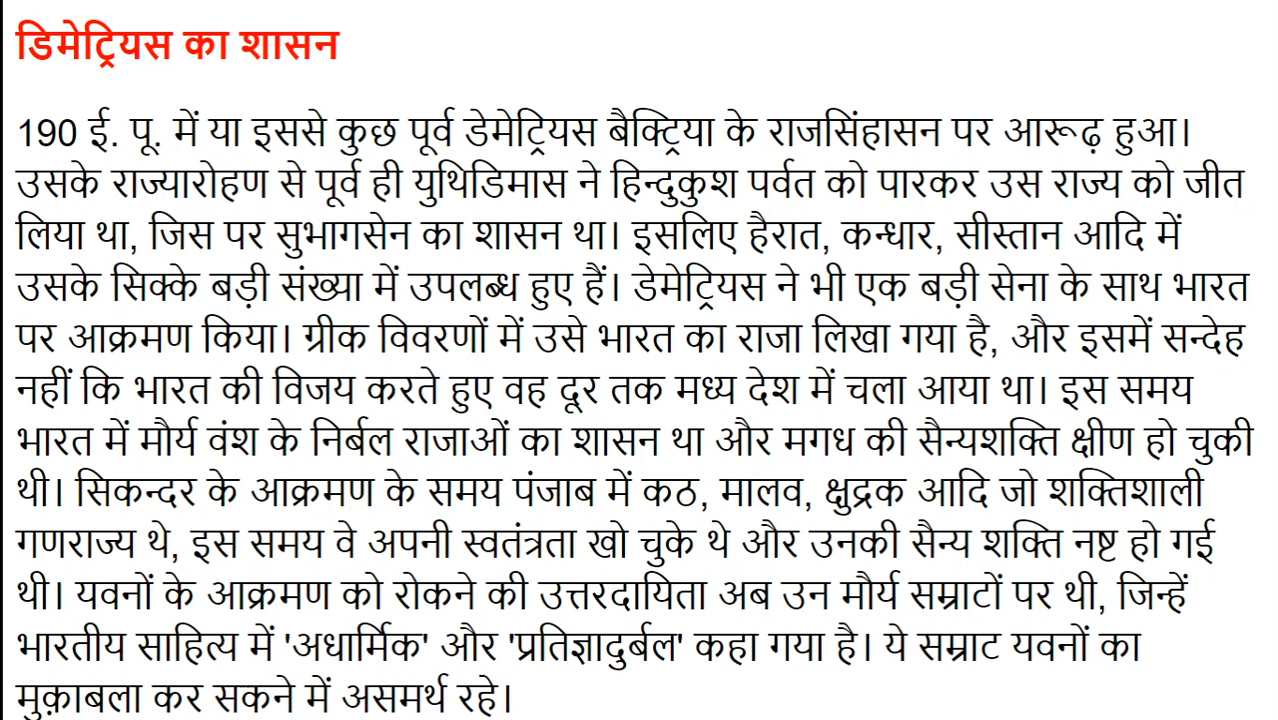 डिमेट्रियस का शासन
190 ई. पू. में या इससे कुछ पूर्व डेमेट्रियस बैक्ट्रिया के राजसिंहासन पर आरूढ़ हुआ।
उसके राज्यारोहण से पूर्व ही युथिडिमास ने हिन्दुकुश पर्वत को पारकर उस राज्य को जीत
लिया था, जिस पर सुभागसेन का शासन था। इसलिए हैरात, कन्धार, सीस्तान आदि में
उसके सिक्के बड़ी संख्या में उपलब्ध हुए हैं। डेमेट्रियस ने भी एक बड़ी सेना के साथ भारत
पर आक्रमण किया। ग्रीक विवरणों में उसे भारत का राजा लिखा गया है, और इसमें सन्देह
नहीं कि भारत की विजय करते हुए वह दूर तक मध्य देश में चला आया था। इस समय
भारत में मौर्य वंश के निर्बल राजाओं का शासन था और मगध की सैन्यशक्ति क्षीण हो चुकी
थी। सिकन्दर के आक्रमण के समय पंजाब में कठ, मालव, क्षुद्रक आदि जो शक्तिशाली
गणराज्य थे, इस समय वे अपनी स्वतंत्रता खो चुके थे और उनकी सैन्य शक्ति नष्ट हो गई
थी। यवनों के आक्रमण को रोकने की उत्तरदायिता अब उन मौर्य सम्राटों पर थी, जिन्हें
भारतीय साहित्य में 'अधार्मिक' और 'प्रतिज्ञादुर्बल' कहा गया है। ये सम्राट यवनों का
मुक़ाबला कर सकने में असमर्थ रहे।